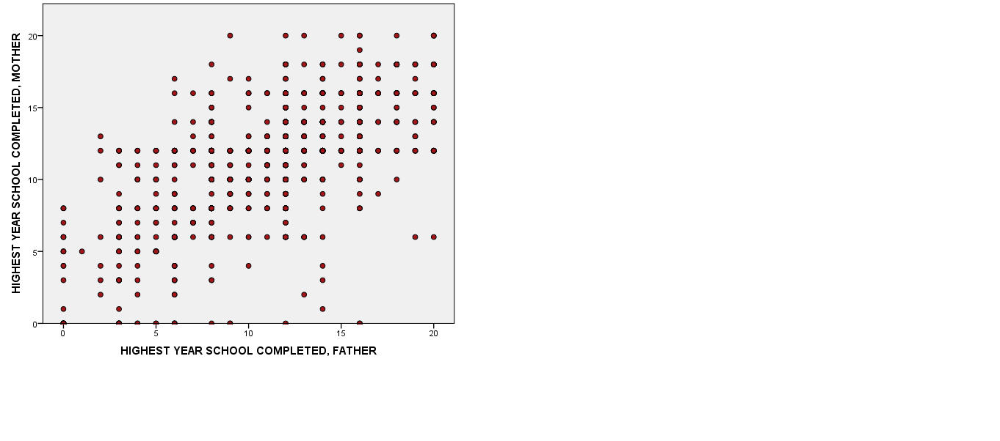 HIGHEST YEAR SCHOOL COMPLETED, MOTHER
20
15
10
5
0
0 5 10 15 20
HIGHEST YEAR SCHOOL COMPLETED, FATHER